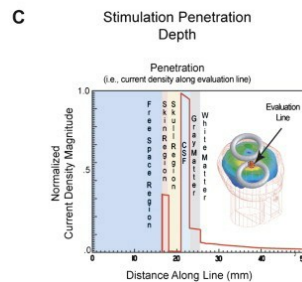 C
Stimulation Penetration
Depth
Penetration
(i.e., current density along evaluation line)
Normalized
Current Density Magnitude
1.0
.5
.0
Free Space Region
Skin Region
Skull Region
CSF
Gray Matter
White Matter
Evaluation
Line
0 10 20 30 40 50
Distance Along Line (mm)